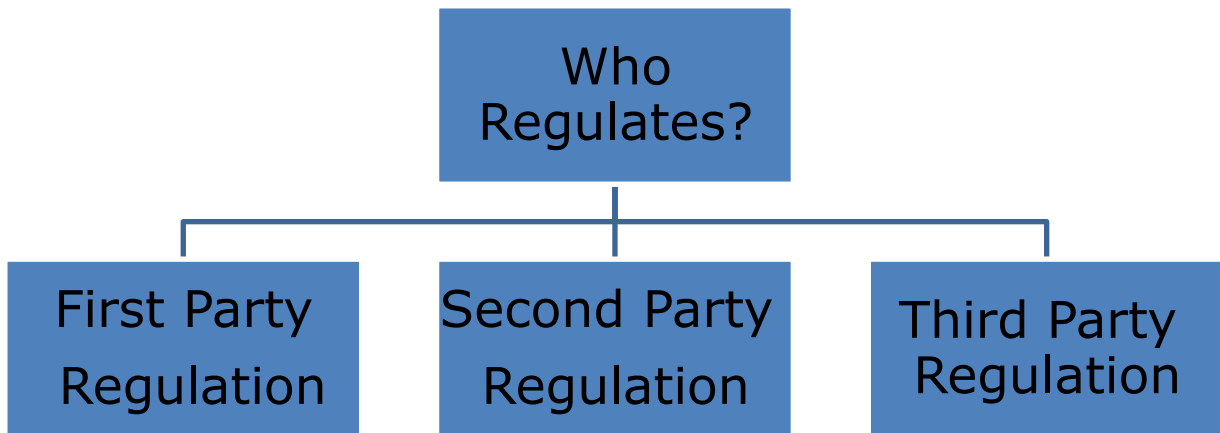 Who
Regulates?
First Party
Regulation
Second Party
Regulation
Third Party
Regulation